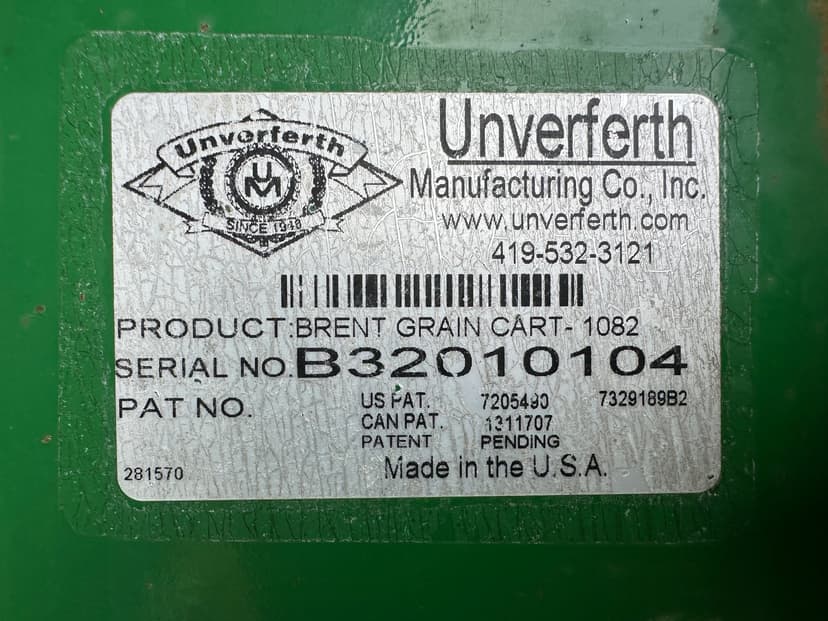 Unverferth
UM
SINCE 1948
Unverferth
Manufacturing Co., Inc.
www.unverferth.com
419-532-3121
PRODUCT: BRENT GRAIN CART- 1082
SERIAL NO. B32010104
PAT NO. US PAT. 7205490 7329189B2
CAN PAT. 1311707
PATENT PENDING
281570 Made in the U.S.A.